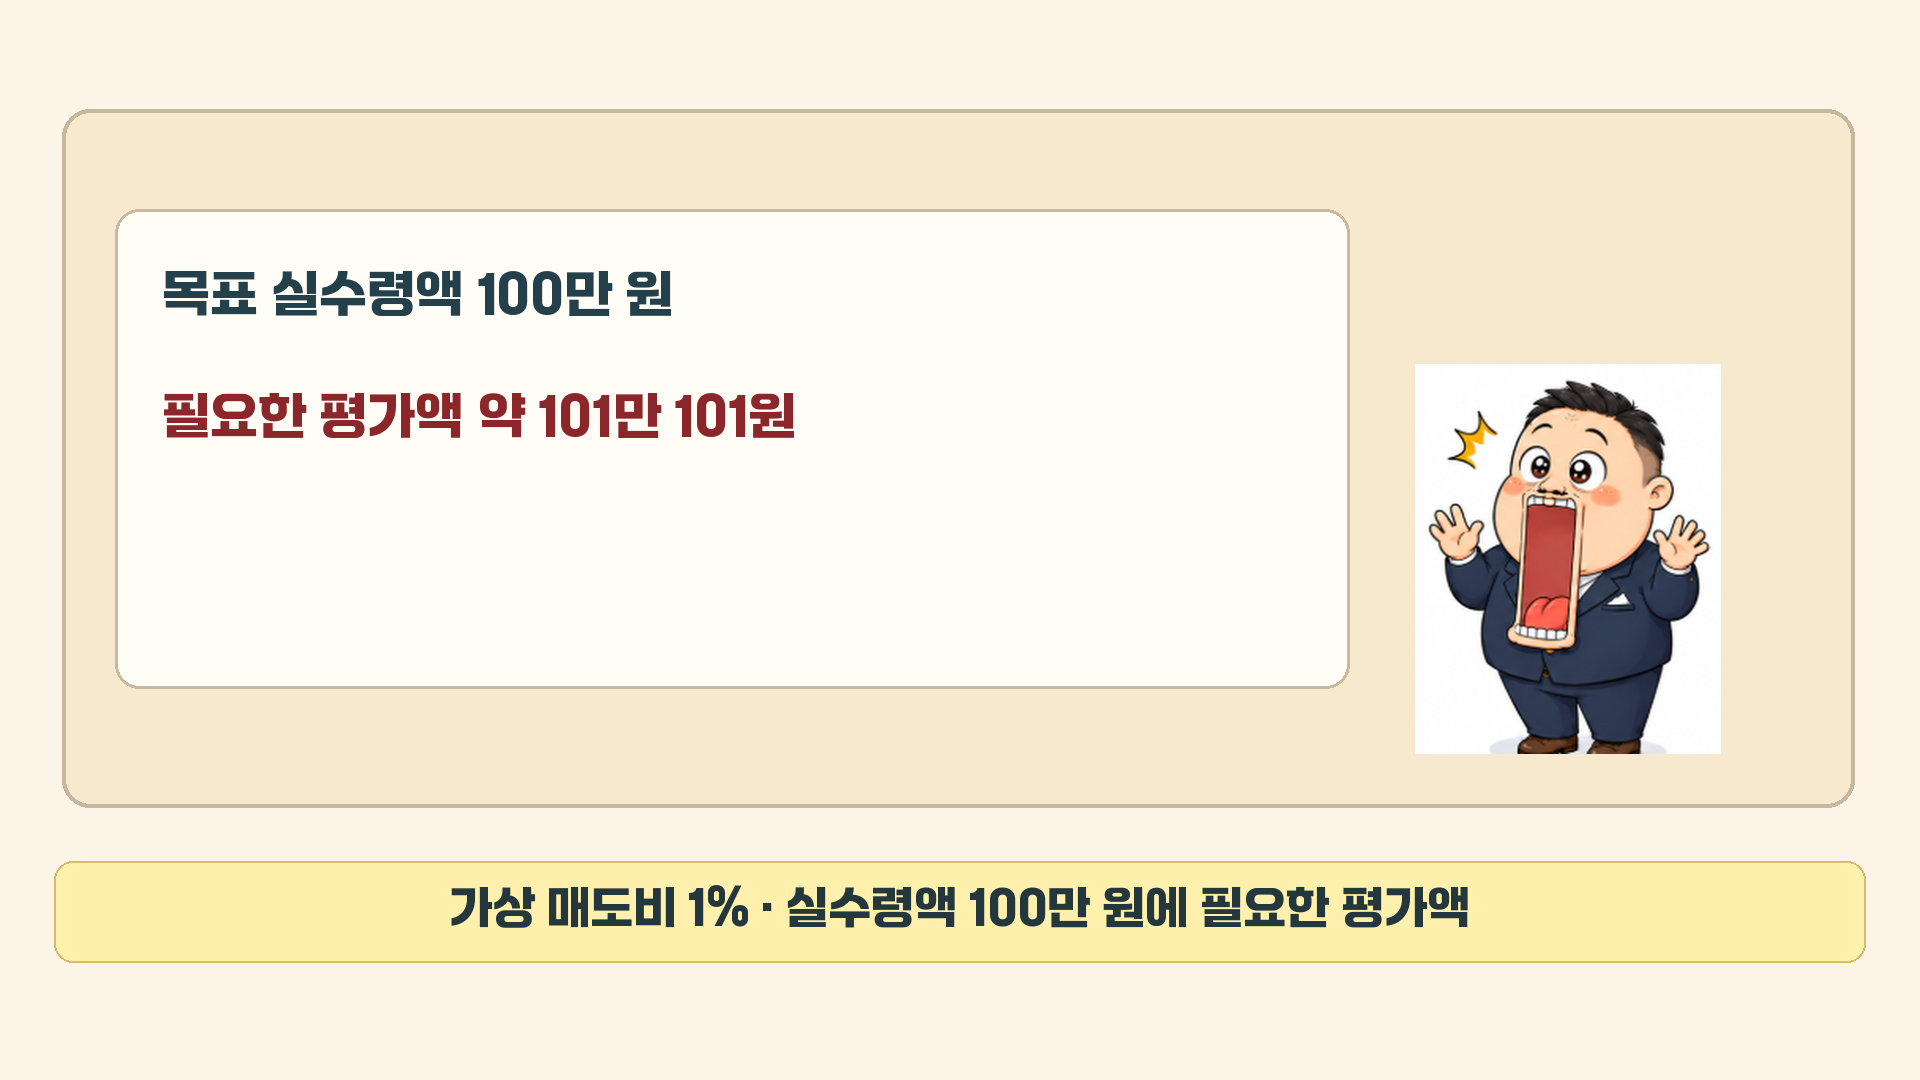 목표 실수령액 100만 원
필요한 평가액 약 101만 101원
가상 매도비 1% · 실수령액 100만 원에 필요한 평가액